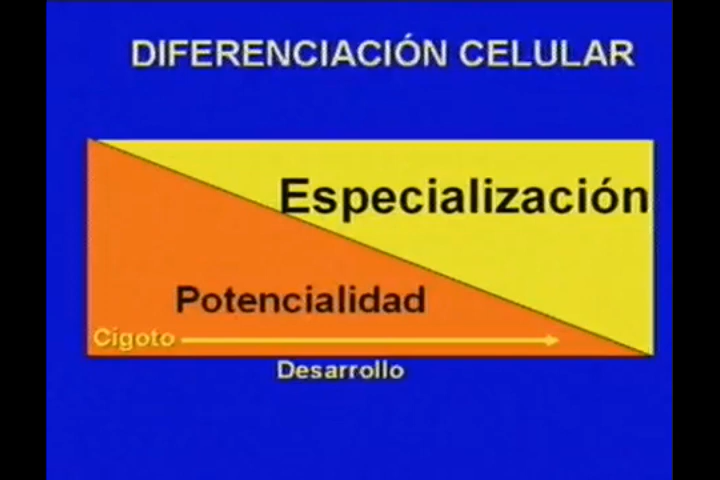 DIFERENCIACIÓN CELULAR
Especialización
Potencialidad
Cigoto
Desarrollo